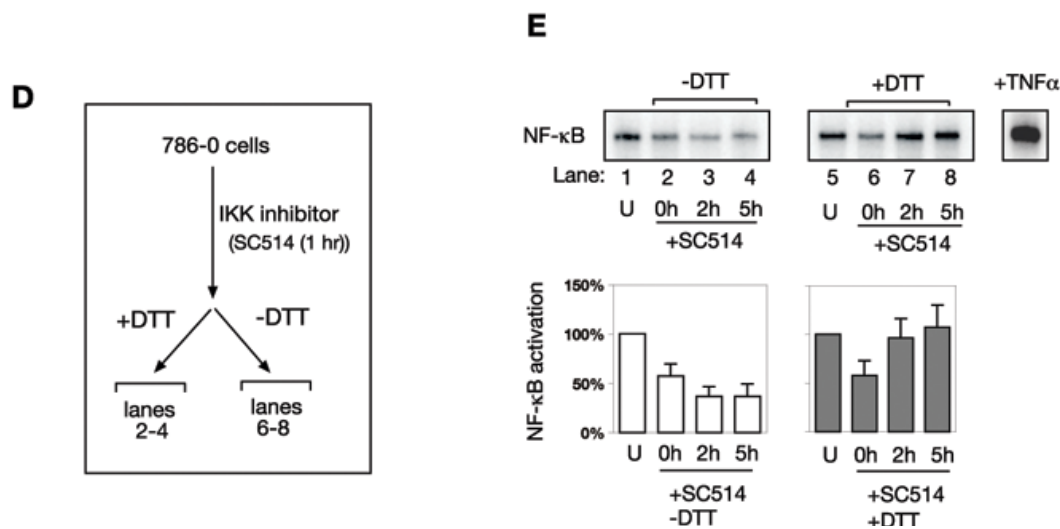 D
786-0 cells
IKK inhibitor
(SC514 (1 hr))
+DTT
-DTT
lanes
2-4
lanes
6-8
E
-DTT
+DTT
+TNFα
NF-κB
Lane: 1 2 3 4 5 6 7 8
U 0h 2h 5h U 0h 2h 5h
+SC514
+SC514
NF-κB activation
150%
100%
50%
0%
U 0h 2h 5h U 0h 2h 5h
+SC514
-DTT
+SC514
+DTT